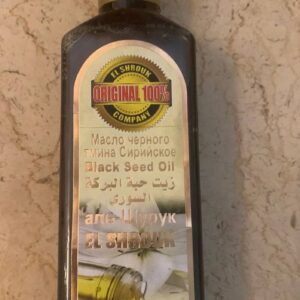 EL SHROUK
ORIGINAL 100%
COMPANY
Масло черного
тмина Сирийское
Black Seed Oil
زيت حبة البركة
السوري
аль-Шурук
EL SHROUK